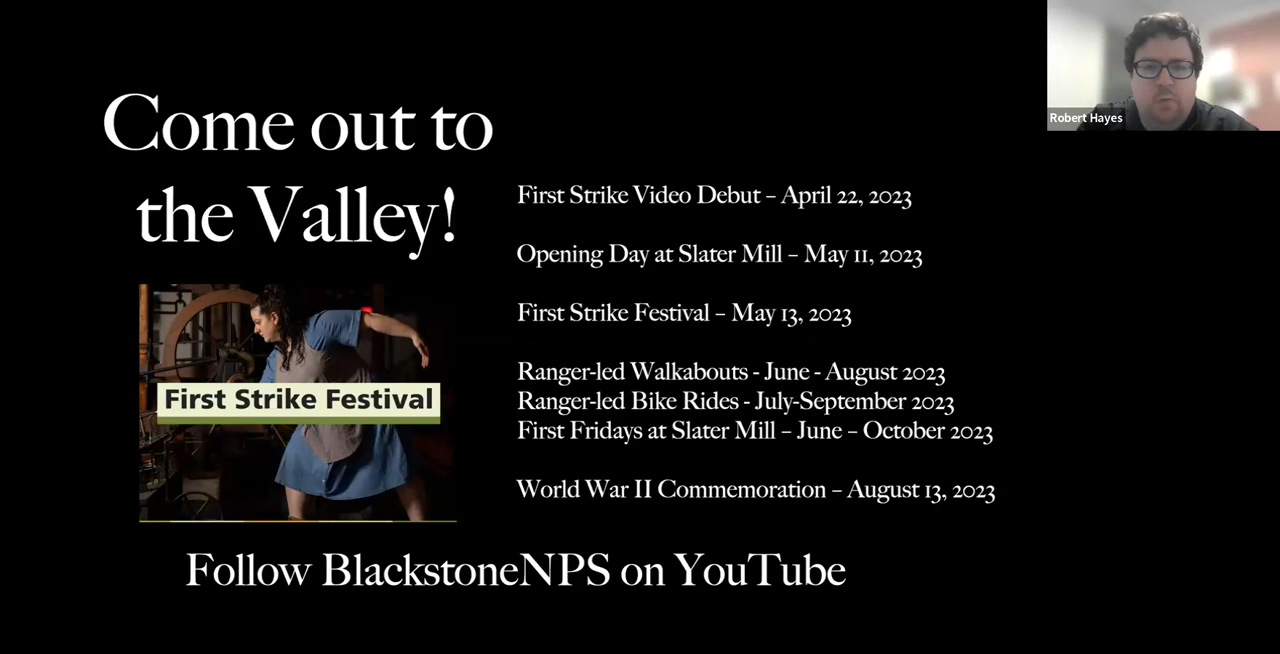 Come out to
the Valley!
First Strike Video Debut – April 22, 2023
Opening Day at Slater Mill – May 11, 2023
First Strike Festival – May 13, 2023
Ranger-led Walkabouts - June - August 2023
Ranger-led Bike Rides - July-September 2023
First Fridays at Slater Mill – June – October 2023
World War II Commemoration – August 13, 2023
First Strike Festival
Follow BlackstoneNPS on YouTube
Robert Hayes